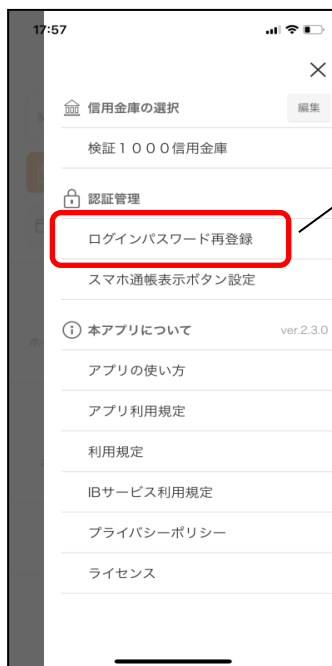 17:57
信用金庫の選択 編集
検証1000信用金庫
認証管理
ログインパスワード再登録
スマホ通帳表示ボタン設定
本アプリについて ver.2.3.0
アプリの使い方
アプリ利用規定
利用規定
IBサービス利用規定
プライバシーポリシー
ライセンス